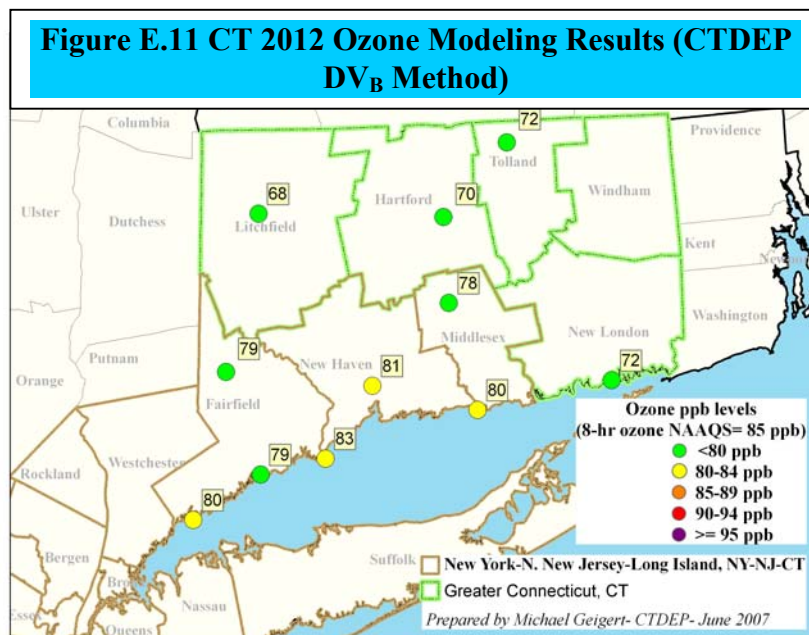 Figure E.11 CT 2012 Ozone Modeling Results (CTDEP
DVB Method)
Columbia
72
Providence
Tolland
68
70
Hartford
Windham
Ulster
Dutchess
Litchfield
Kent
78
Washington
79
Middlesex
New London
Putnam
81
72
New Haven
Orange
80
Fairfield
Ozone ppb levels
(8-hr ozone NAAQS= 85 ppb)
83
<80 ppb
Westchester
79
80-84 ppb
Rockland
80
85-89 ppb
90-94 ppb
>= 95 ppb
Bergen
Suffolk
New York-N. New Jersey-Long Island, NY-NJ-CT
Greater Connecticut, CT
Nassau
Essex
Queens
Prepared by Michael Geigert- CTDEP- June 2007